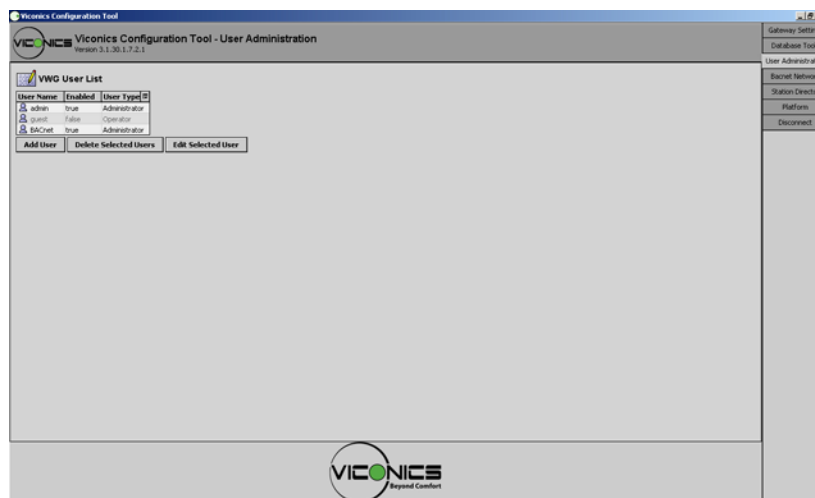 Viconics Configuration Tool
VICONICS
Viconics Configuration Tool - User Administration
Version 3.1.30.1.7.2.1
Gateway Settin
Database Tool
User Administrat
Bacnet Networ
Station Directo
Platform
Disconnect
VWG User List
User Name Enabled User Type
admin true Administrator
guest false Operator
BACnet true Administrator
Add User Delete Selected Users Edit Selected User
VICONICS
Beyond Comfort